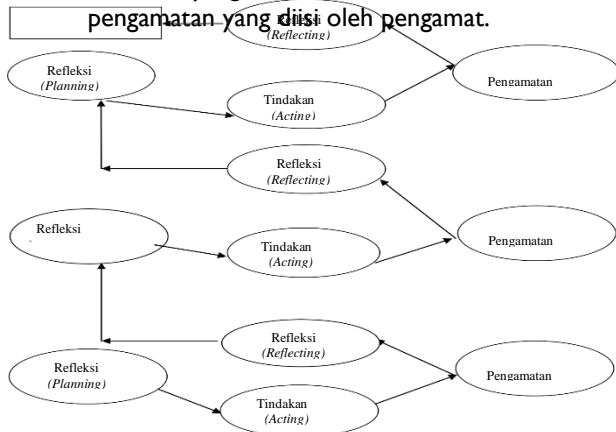 pengamatan yang diisi oleh pengamat.
Refleksi
(Reflecting)
Refleksi
(Planning)
Pengamatan
Tindakan
(Acting)
Refleksi
(Reflecting)
Refleksi
Tindakan
(Acting)
Pengamatan
Refleksi
(Reflecting)
Refleksi
(Planning)
Pengamatan
Tindakan
(Acting)